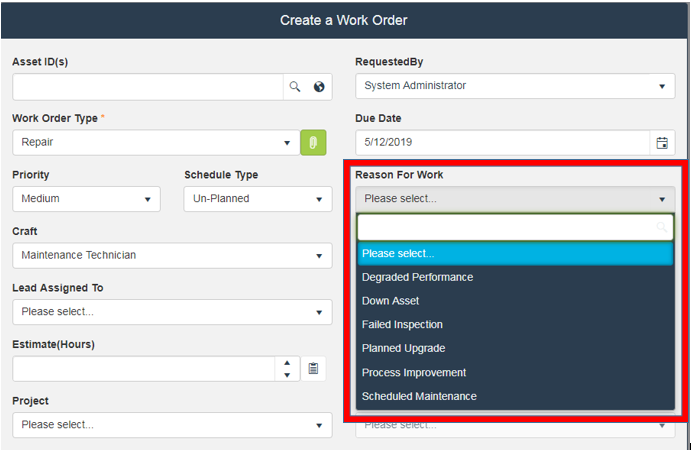 Create a Work Order
Asset ID(s)
RequestedBy
System Administrator
Work Order Type *
Due Date
Repair
5/12/2019
Priority
Schedule Type
Reason For Work
Medium
Un-Planned
Please select...
Craft
Maintenance Technician
Please select...
Degraded Performance
Down Asset
Failed Inspection
Planned Upgrade
Process Improvement
Scheduled Maintenance
Lead Assigned To
Please select...
Estimate(Hours)
Project
Please select...
Please select...